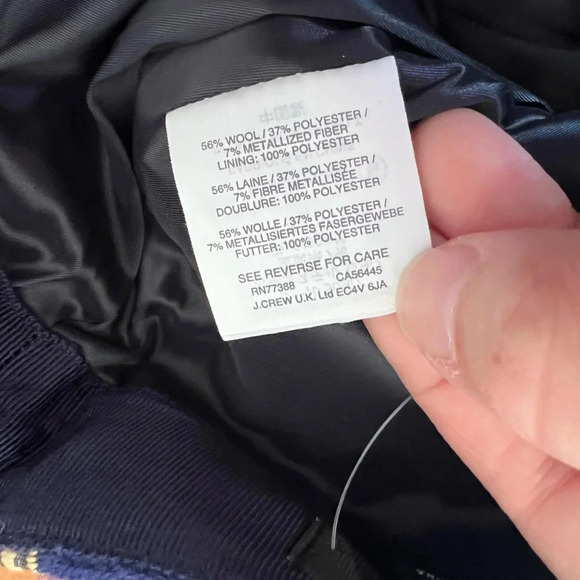 56% WOOL / 37% POLYESTER /
7% METALLIZED FIBER
LINING: 100% POLYESTER
56% LAINE / 37% POLYESTER /
7% FIBRE METALLISÉE
DOUBLURE: 100% POLYESTER
56% WOLLE / 37% POLYESTER /
7% METALLISIERTES FASERGEWEBE
FUTTER: 100% POLYESTER
SEE REVERSE FOR CARE
RN77388 CA56445
J.CREW U.K. Ltd EC4V 6JA